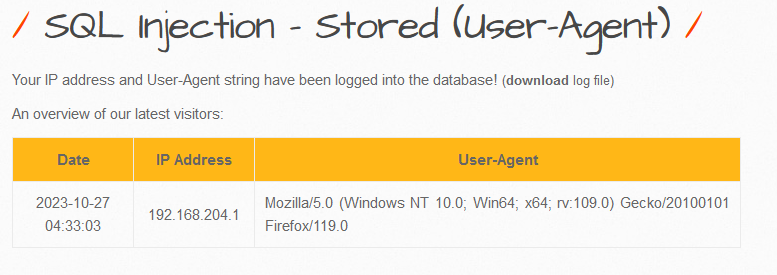 / SQL Injection - Stored (User-Agent) /
Your IP address and User-Agent string have been logged into the database! (download log file)
An overview of our latest visitors:
Date IP Address User-Agent
2023-10-27
04:33:03
192.168.204.1
Mozilla/5.0 (Windows NT 10.0; Win64; x64; rv:109.0) Gecko/20100101
Firefox/119.0